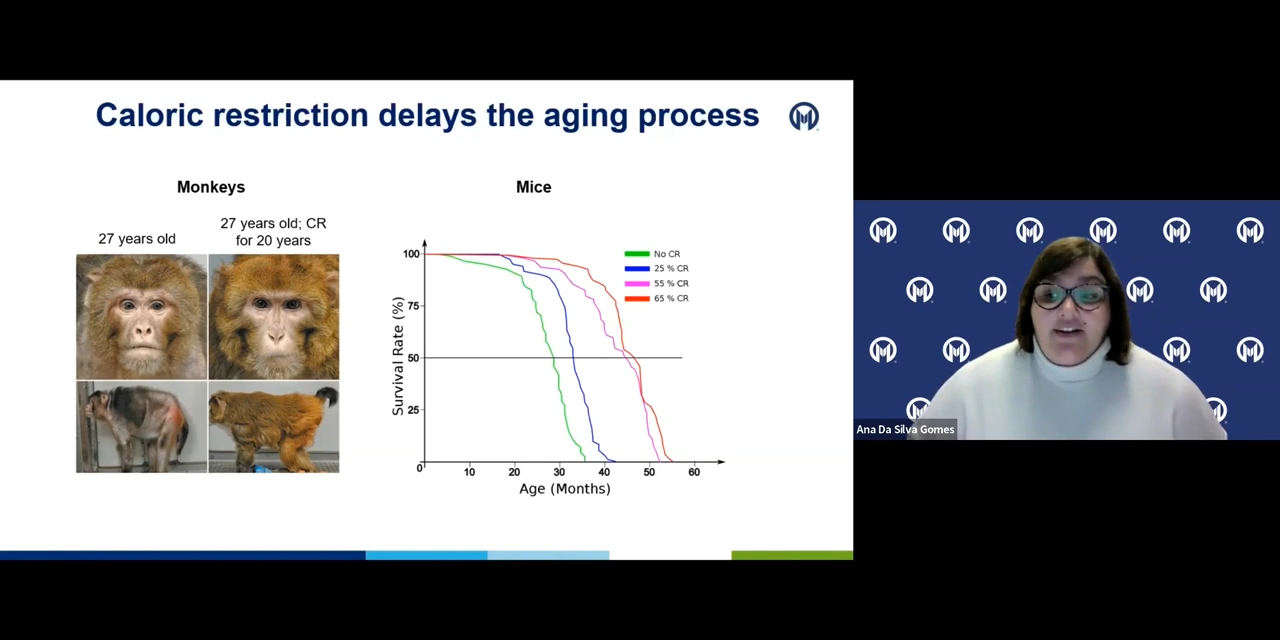 Caloric restriction delays the aging process
Monkeys
27 years old
27 years old; CR
for 20 years
Mice
Survival Rate (%)
100
75
50
25
0
10 20 30 40 50 60
Age (Months)
No CR
25 % CR
55 % CR
65 % CR
Ana Da Silva Gomes